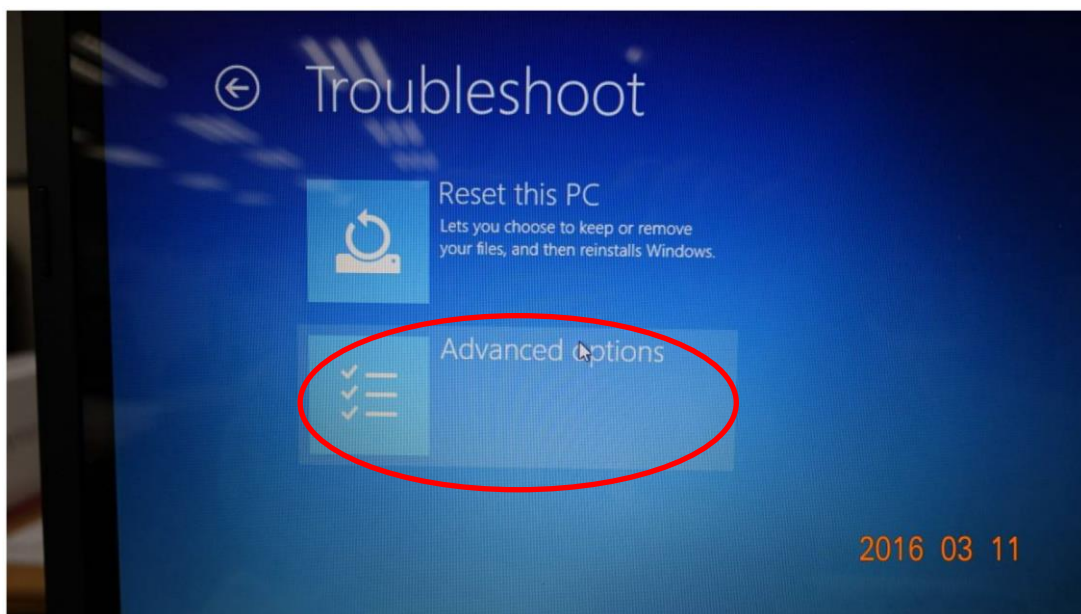 Troubleshoot
Reset this PC
Lets you choose to keep or remove
your files, and then reinstalls Windows.
Advanced options
2016 03 11